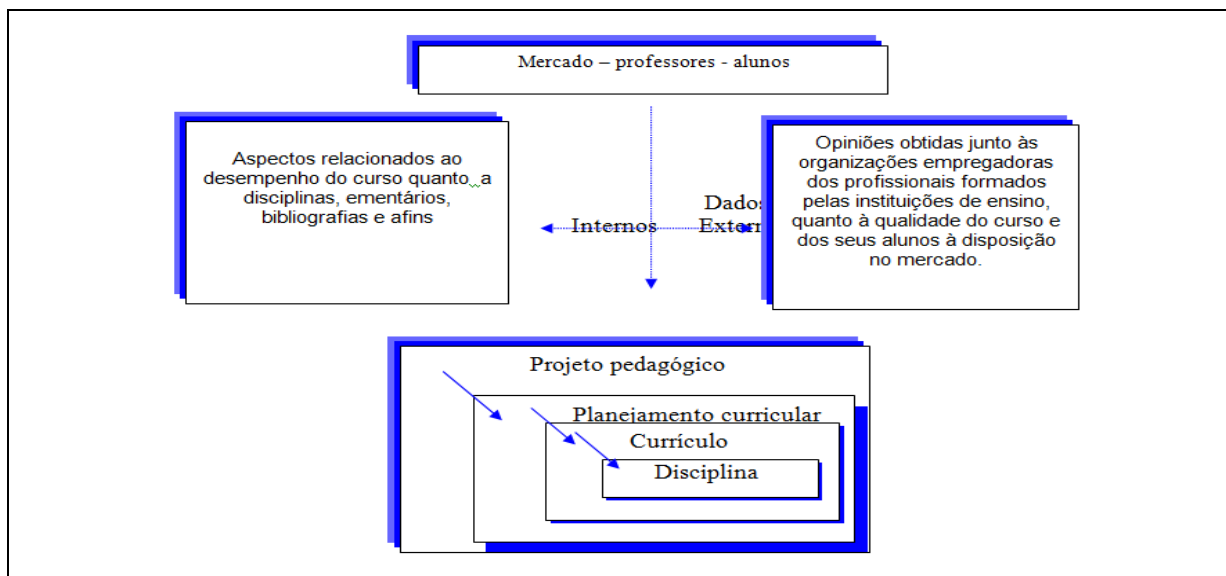 Mercado – professores - alunos
Aspectos relacionados ao
desempenho do curso quanto a
disciplinas, ementários,
bibliografias e afins
Internos
Dados
Extern
Opiniões obtidas junto às
organizações empregadoras
dos profissionais formados
pelas instituições de ensino,
quanto à qualidade do curso e
dos seus alunos à disposição
no mercado.
Projeto pedagógico
Planejamento curricular
Currículo
Disciplina